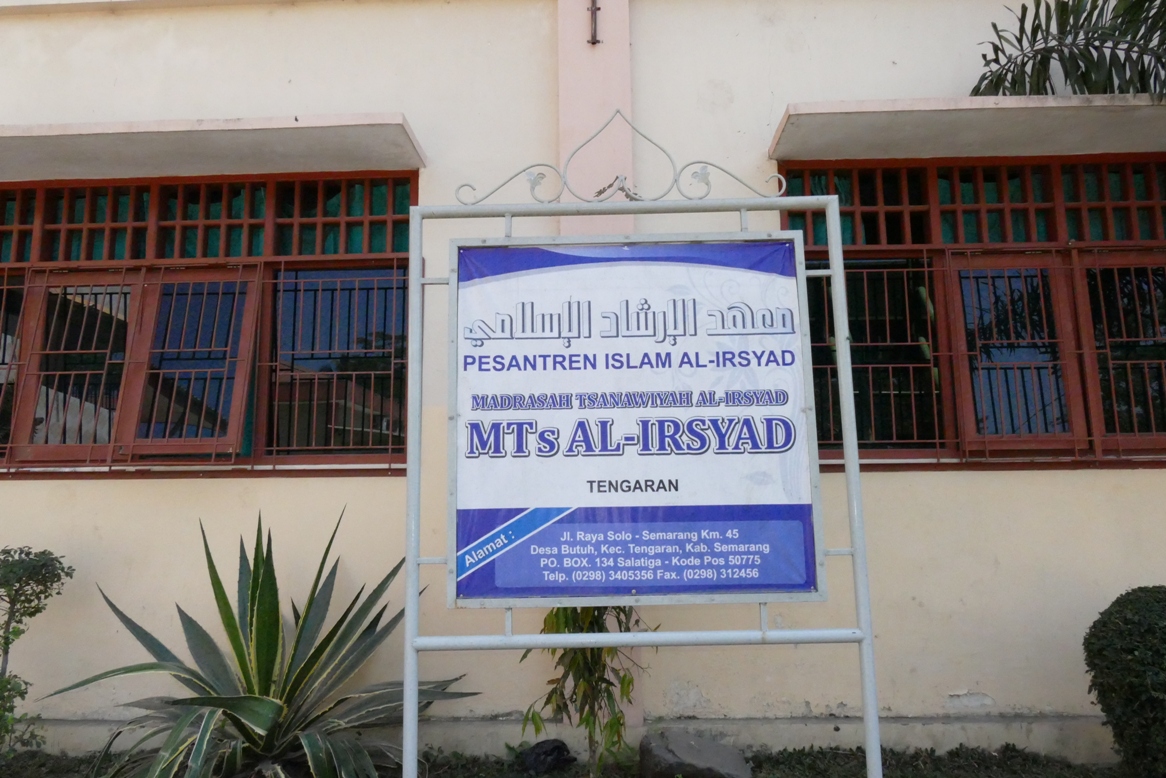 معهد الإرشاد الإسلامي
PESANTREN ISLAM AL-IRSYAD
MADRASAH TSANAWIYAH AL-IRSYAD
MTs AL-IRSYAD
TENGARAN
Alamat :
Jl. Raya Solo - Semarang Km. 45
Desa Butuh, Kec. Tengaran, Kab. Semarang
PO. BOX. 134 Salatiga - Kode Pos 50775
Telp. (0298) 3405356 Fax. (0298) 312456